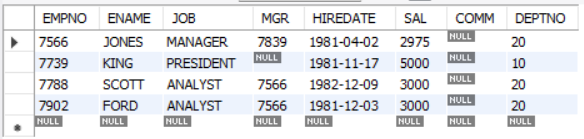 EMPNO ENAME JOB MGR HIREDATE SAL COMM DEPTNO
7566 JONES MANAGER 7839 1981-04-02 2975 NULL 20
7739 KING PRESIDENT NULL 1981-11-17 5000 NULL 10
7788 SCOTT ANALYST 7566 1982-12-09 3000 NULL 20
7902 FORD ANALYST 7566 1981-12-03 3000 NULL 20
NULL NULL NULL NULL NULL NULL NULL NULL